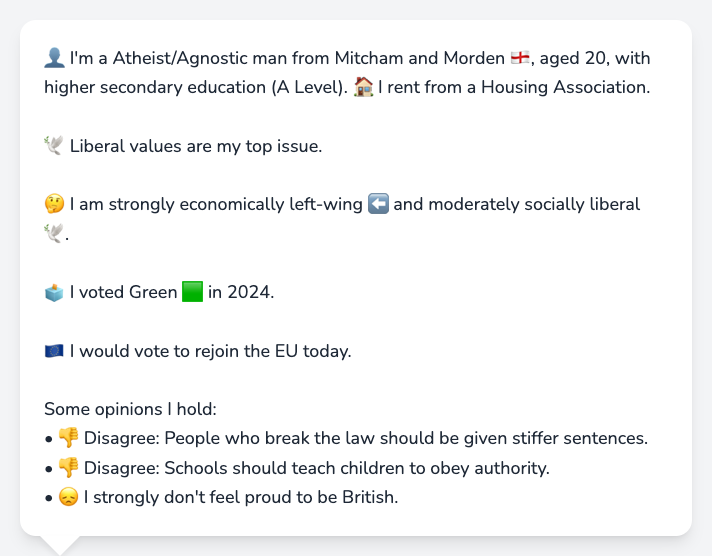 👤 I'm a Atheist/Agnostic man from Mitcham and Morden 🏴󠁧󠁢󠁥󠁮󠁧󠁿, aged 20, with
higher secondary education (A Level). 🏠 I rent from a Housing Association.
🕊️ Liberal values are my top issue.
🤔 I am strongly economically left-wing ⬅️ and moderately socially liberal
🕊️.
🗳️ I voted Green 🟩 in 2024.
🇪🇺 I would vote to rejoin the EU today.
Some opinions I hold:
• 👎 Disagree: People who break the law should be given stiffer sentences.
• 👎 Disagree: Schools should teach children to obey authority.
• 😞 I strongly don't feel proud to be British.